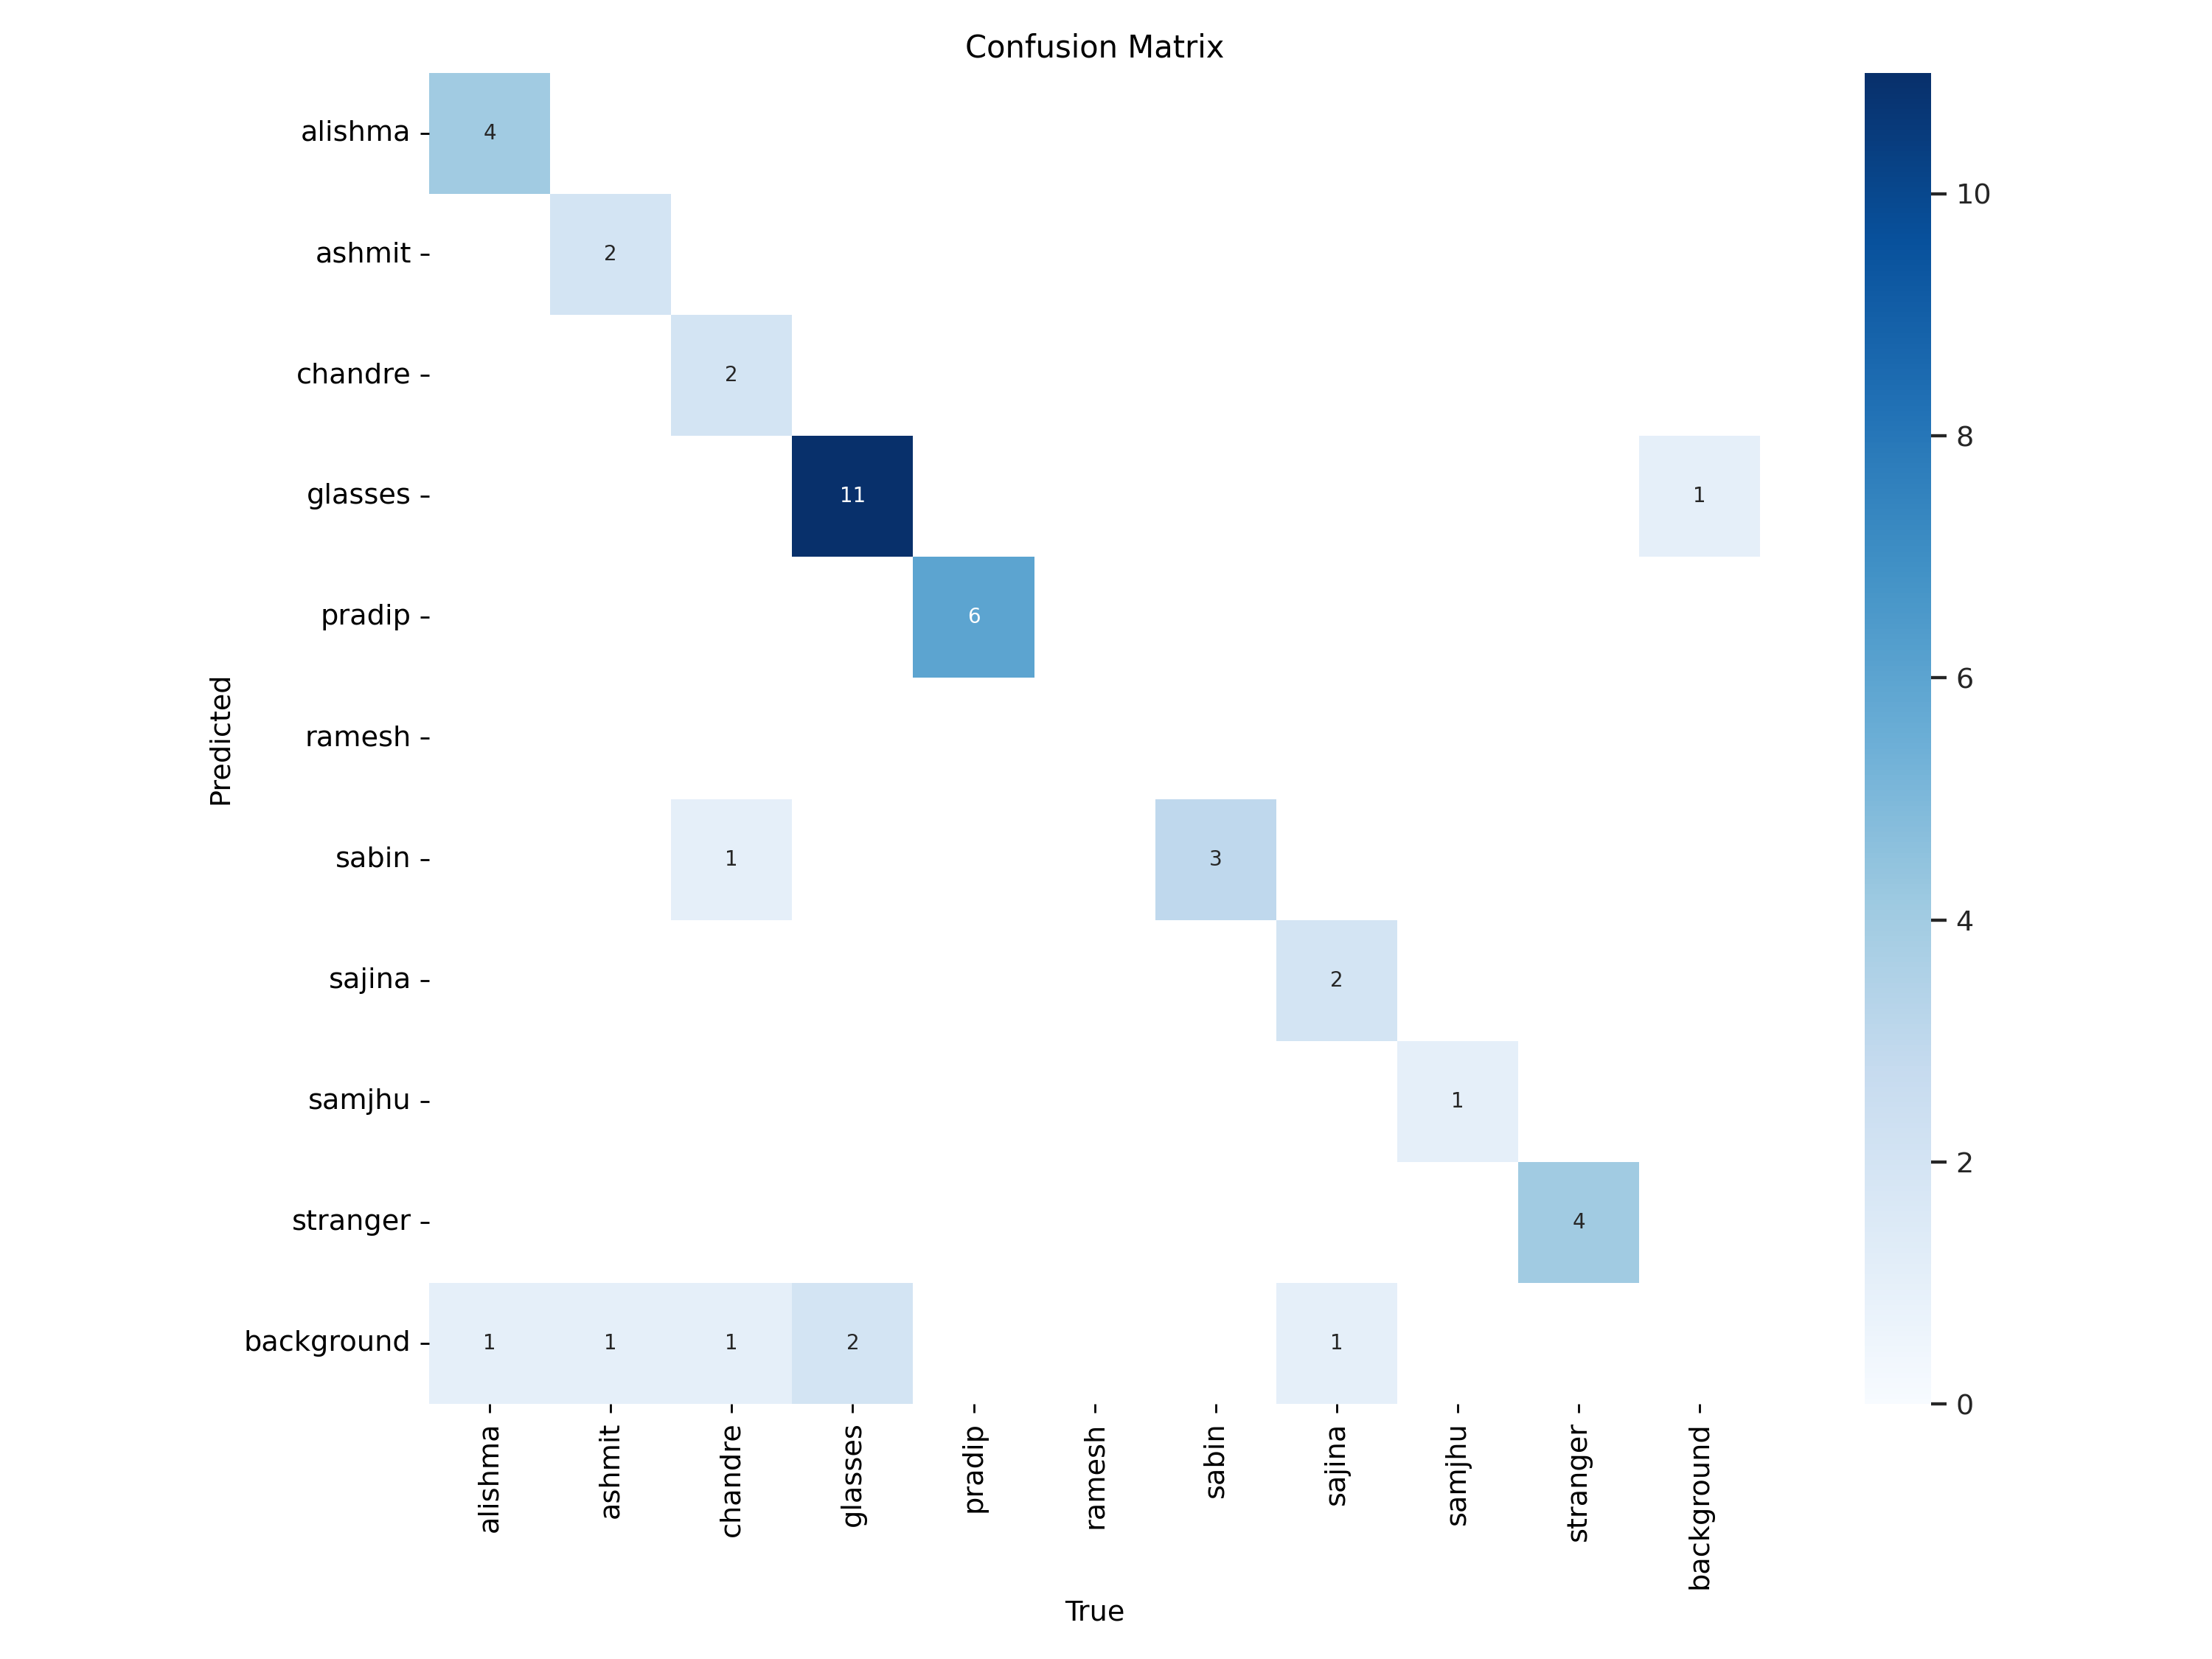 Confusion Matrix
alishma
4
ashmit
2
chandre
2
glasses
11
1
pradip
6
ramesh
sabin
1
3
sajina
2
samjhu
1
stranger
4
background
1
1
1
2
1
alishma
ashmit
chandre
glasses
pradip
ramesh
sabin
sajina
samjhu
stranger
background
True
Predicted
10
8
6
4
2
0